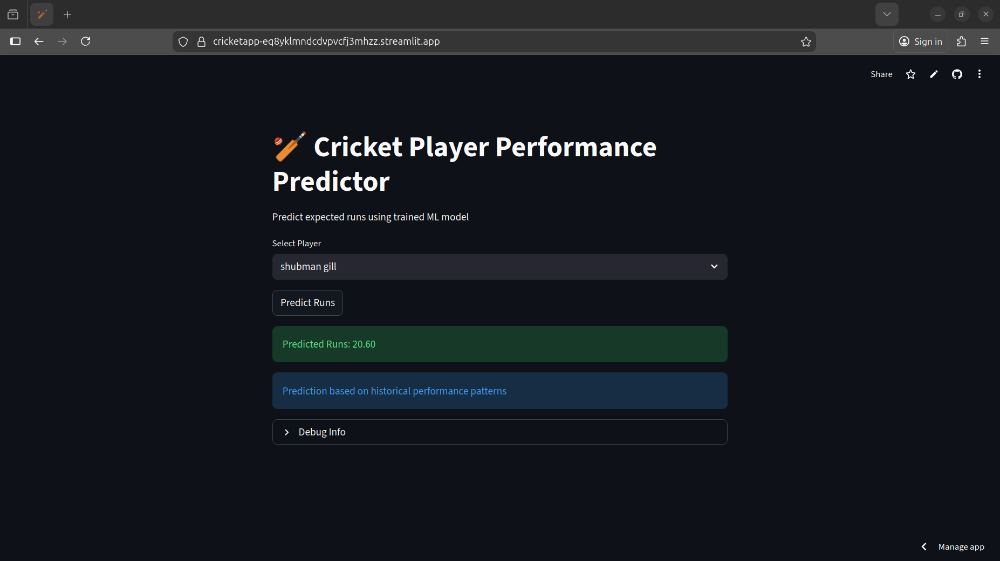 cricketapp-eq8yklmndcdvpvcfj3mhzz.streamlit.app
Sign in
Share
Cricket Player Performance
Predictor
Predict expected runs using trained ML model
Select Player
shubman gill
Predict Runs
Predicted Runs: 20.60
Prediction based on historical performance patterns
Debug Info
Manage app